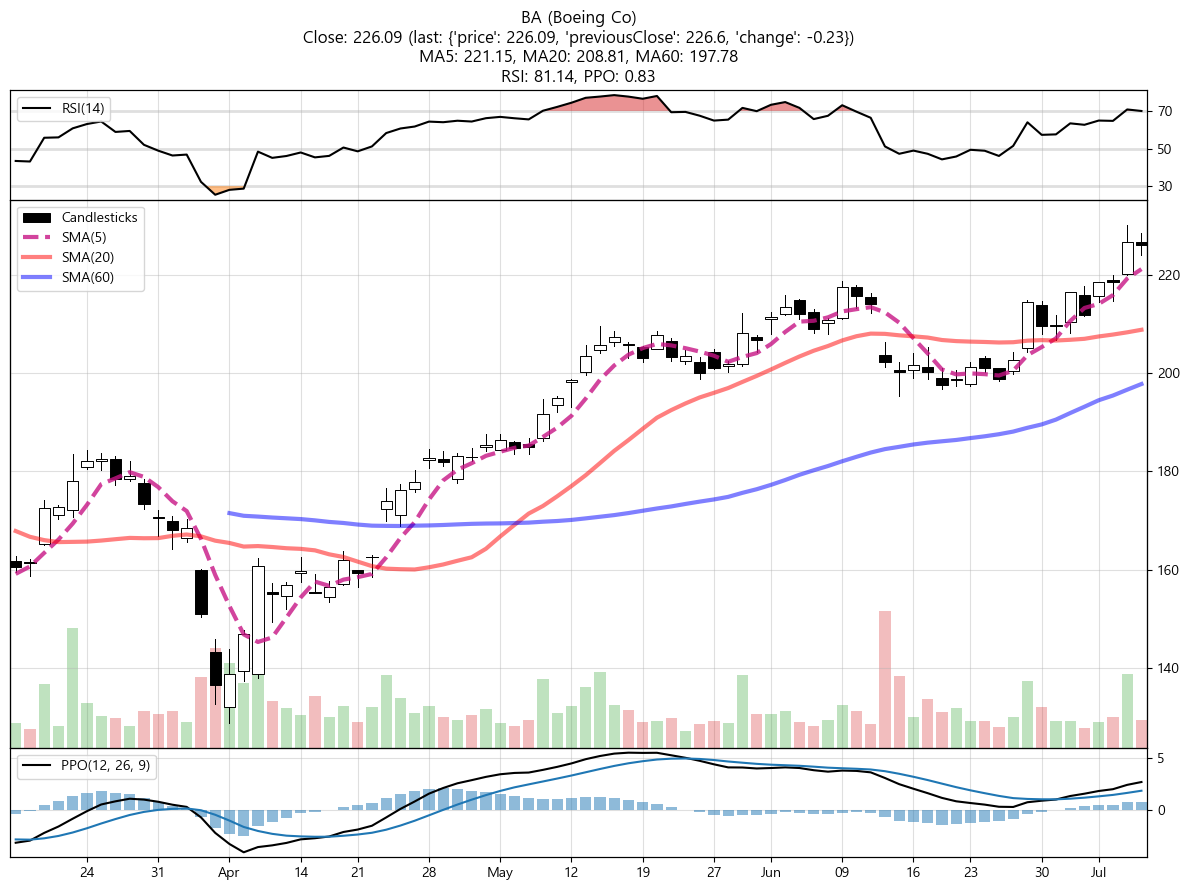 BA (Boeing Co)
Close: 226.09 (last: {'price': 226.09, 'previousClose': 226.6, 'change': -0.23})
MA5: 221.15, MA20: 208.81, MA60: 197.78
RSI: 81.14, PPO: 0.83
RSI(14)
70
50
30
Candlesticks
SMA(5)
SMA(20)
SMA(60)
220
200
180
160
140
PPO(12, 26, 9)
5
0
24 31 Apr 14 21 28 May 12 19 27 Jun 09 16 23 30 Jul